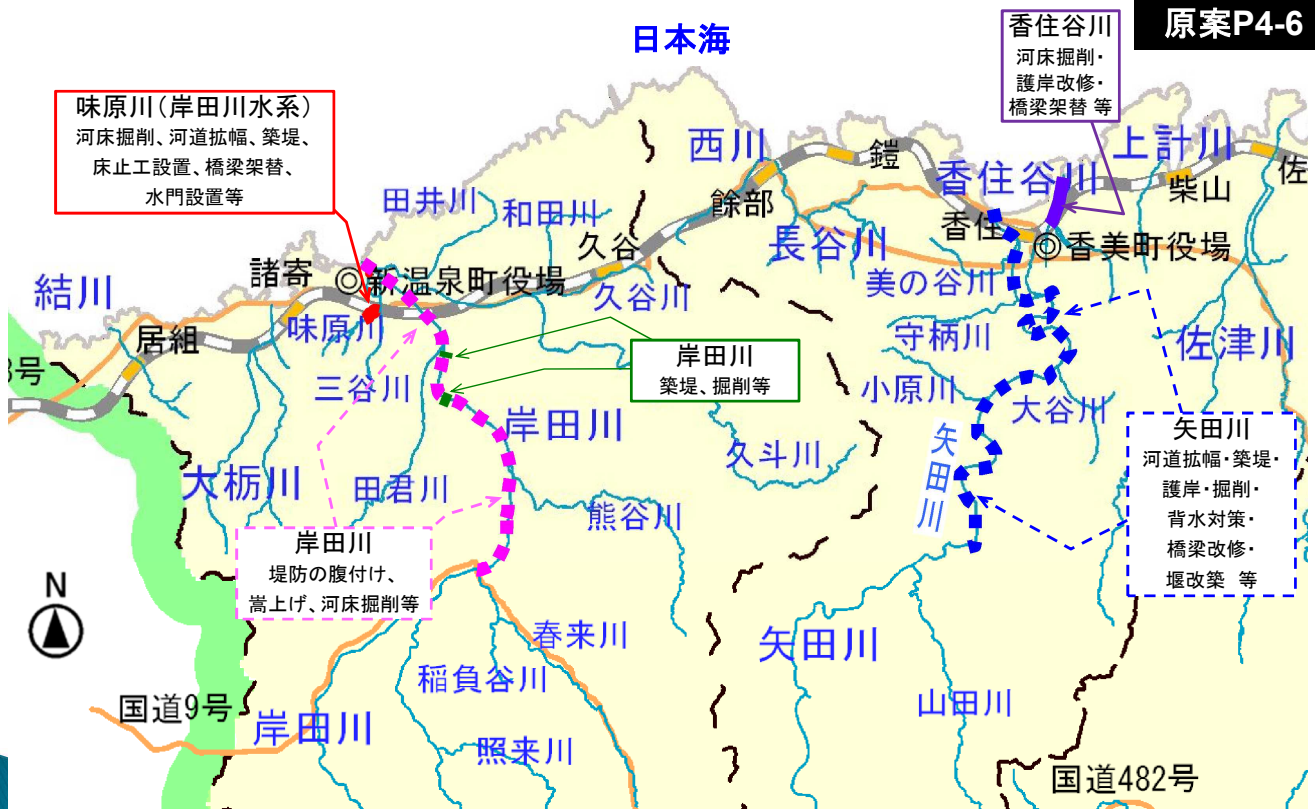 原案P4-6
日本海
香住谷川
河床掘削・
護岸改修・
橋梁架替 等
味原川(岸田川水系)
河床掘削、河道拡幅、築堤、
床止工設置、橋梁架替、
水門設置等
西川
鎧
香住谷川
上計川
佐
柴山
田井川
和田川
餘部
久谷
長谷川
香住
◎香美町役場
諸寄
◎新温泉町役場
結川
久谷川
美の谷川
居組
味原川
守柄川
佐津川
3号
岸田川
築堤、掘削等
三谷川
小原川
大谷川
岸田川
矢田川
矢田川
河道拡幅・築堤・
護岸・掘削・
背水対策・
橋梁改修・
堰改築 等
久斗川
大栃川
田君川
熊谷川
岸田川
堤防の腹付け、
嵩上げ、河床掘削等
N
春来川
矢田川
稲負谷川
国道9号
岸田川
山田川
照来川
国道482号